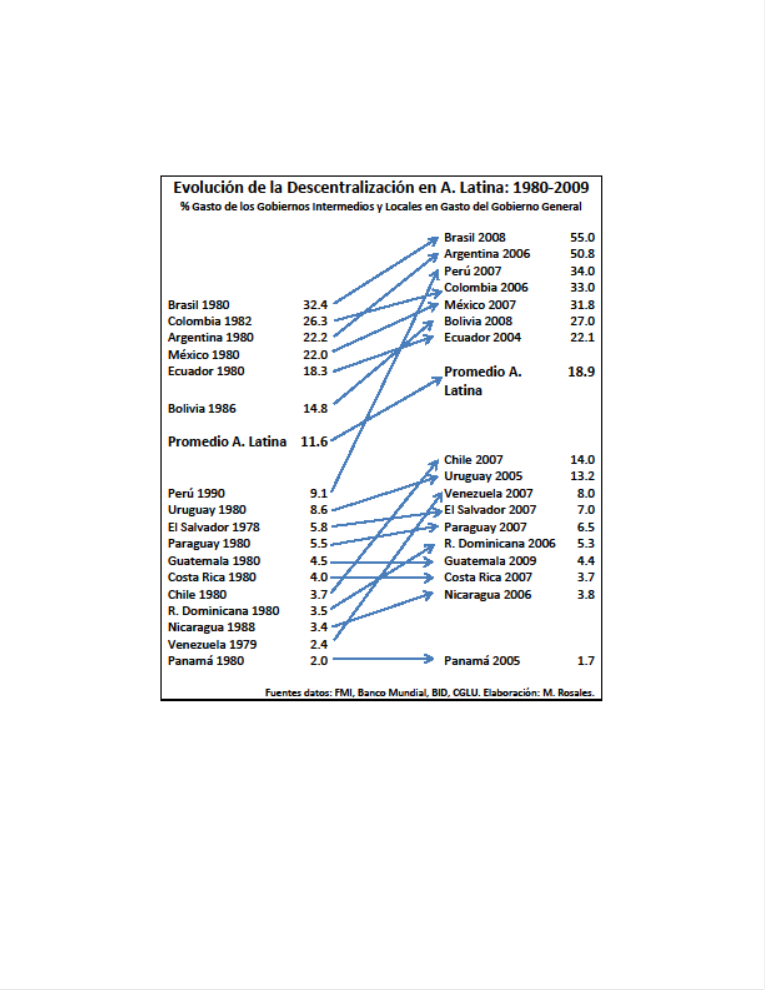 Evolución de la Descentralización en A. Latina: 1980-2009
% Gasto de los Gobiernos Intermedios y Locales en Gasto del Gobierno General
Brasil 2008 55.0
Argentina 2006 50.8
Perú 2007 34.0
Colombia 2006 33.0
Brasil 1980 32.4 México 2007 31.8
Colombia 1982 26.3 Bolivia 2008 27.0
Argentina 1980 22.2 Ecuador 2004 22.1
México 1980 22.0
Ecuador 1980 18.3 Promedio A. 18.9
Latina
Bolivia 1986 14.8
Promedio A. Latina 11.6
Chile 2007 14.0
Uruguay 2005 13.2
Perú 1990 9.1 Venezuela 2007 8.0
Uruguay 1980 8.6 El Salvador 2007 7.0
El Salvador 1978 5.8 Paraguay 2007 6.5
Paraguay 1980 5.5 R. Dominicana 2006 5.3
Guatemala 1980 4.5 Guatemala 2009 4.4
Costa Rica 1980 4.0 Costa Rica 2007 3.7
Chile 1980 3.7 Nicaragua 2006 3.8
R. Dominicana 1980 3.5
Nicaragua 1988 3.4
Venezuela 1979 2.4
Panamá 1980 2.0 Panamá 2005 1.7
Fuentes datos: FMI, Banco Mundial, BID, CGLU. Elaboración: M. Rosales.